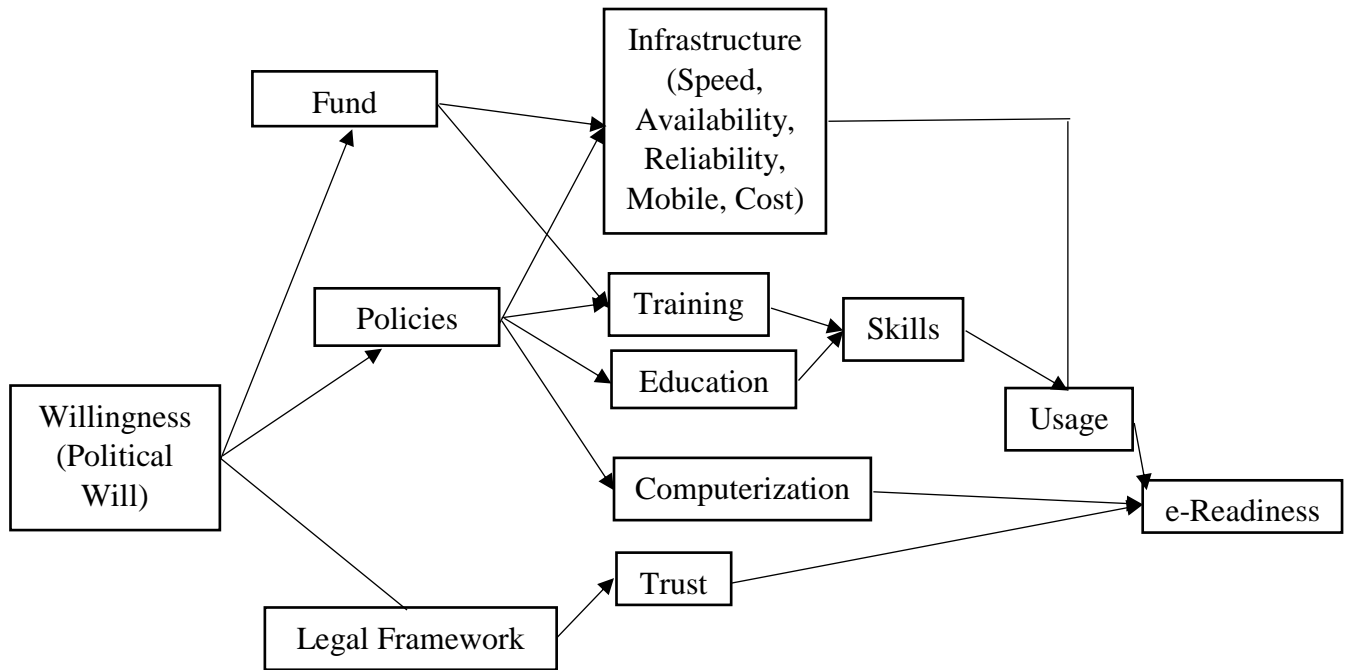 Infrastructure
(Speed,
Availability,
Reliability,
Mobile, Cost)
Fund
Policies
Training
Skills
Education
Willingness
(Political
Will)
Usage
Computerization
e-Readiness
Trust
Legal Framework